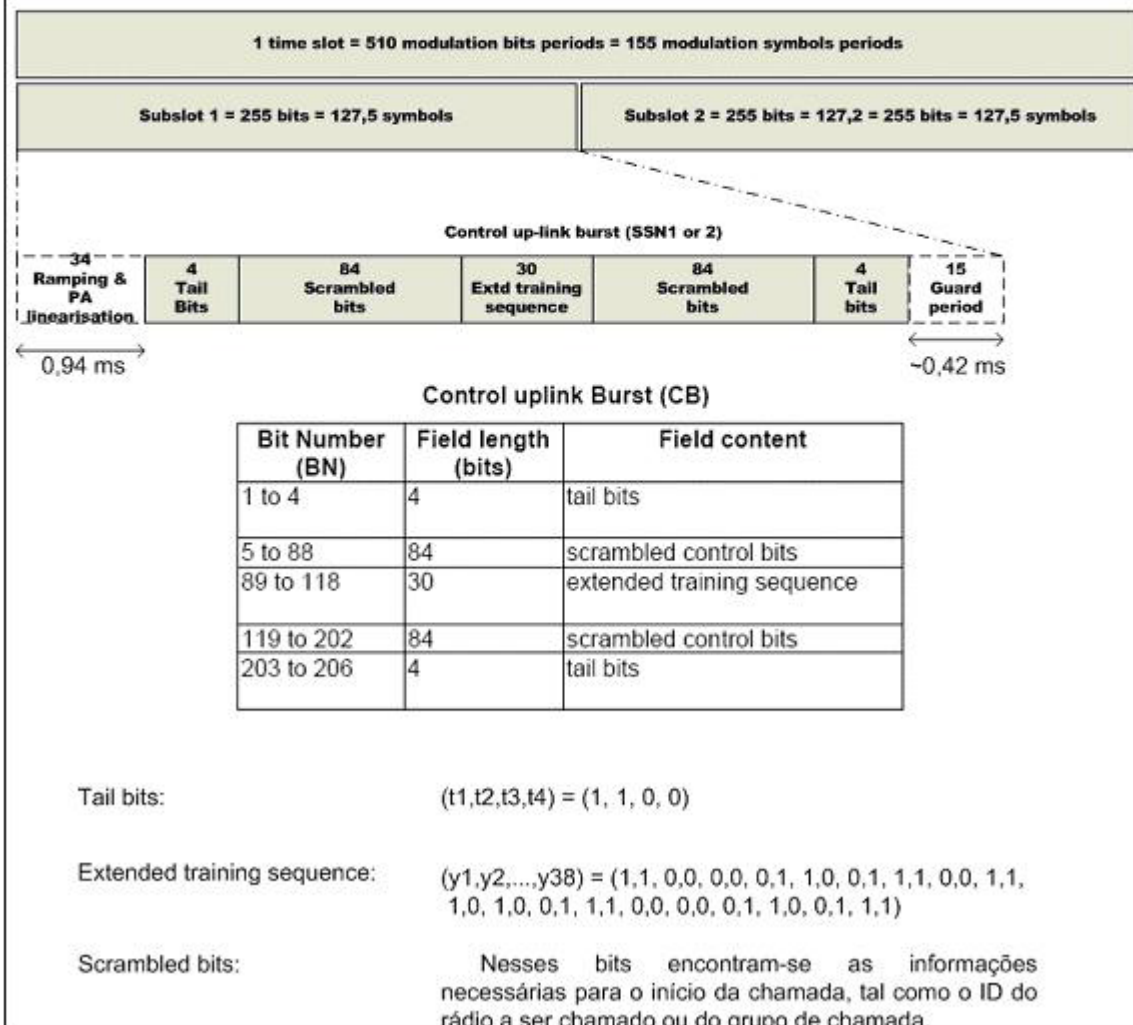 1 time slot = 510 modulation bits periods = 155 modulation symbols periods
Subslot 1 = 255 bits = 127,5 symbols
Subslot 2 = 255 bits = 127,2 = 255 bits = 127,5 symbols
Control up-link burst (SSN1 or 2)
34
Ramping &
PA
linearisation
4
Tail
Bits
84
Scrambled
bits
30
Extd training
sequence
84
Scrambled
bits
4
Tail
bits
15
Guard
period
0,94 ms
~0,42 ms
Control uplink Burst (CB)
Bit Number (BN) Field length (bits) Field content
1 to 4 4 tail bits
5 to 88 84 scrambled control bits
89 to 118 30 extended training sequence
119 to 202 84 scrambled control bits
203 to 206 4 tail bits
Tail bits: (t1,t2,t3,t4) = (1, 1, 0, 0)
Extended training sequence: (y1,y2,...,y38) = (1,1, 0,0, 0,0, 0,1, 1,0, 0,1, 1,1, 0,0, 1,1,
1,0, 1,0, 0,1, 1,1, 0,0, 0,0, 0,1, 1,0, 0,1, 1,1)
Scrambled bits: Nesses bits encontram-se as informações
necessárias para o início da chamada, tal como o ID do
rádio a ser chamado ou do grupo de chamada